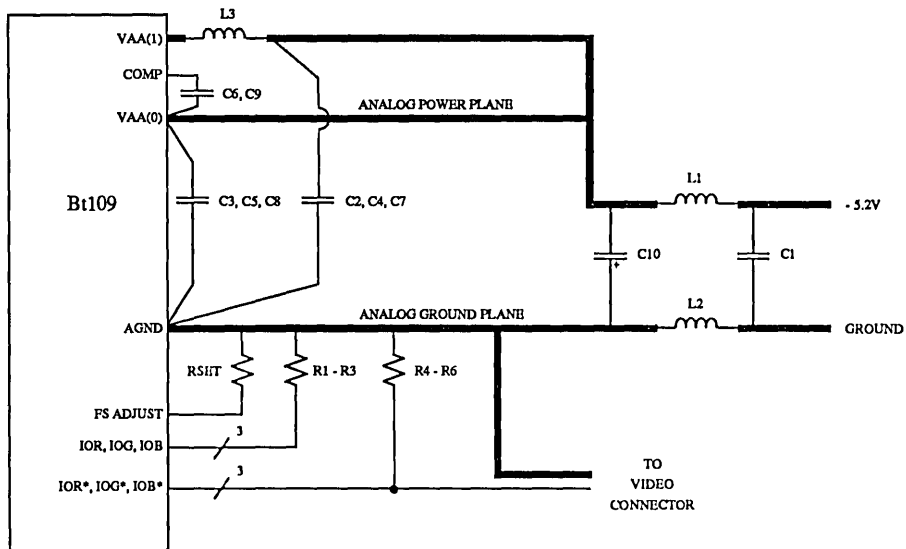 L3
VAA(1)
COMP
C6, C9
ANALOG POWER PLANE
VAA(0)
L1
Bt109
C3, C5, C8
C2, C4, C7
- 5.2V
C10
+
C1
ANALOG GROUND PLANE
L2
AGND
GROUND
RSET
R1 - R3
R4 - R6
FS ADJUST
3
IOR, IOG, IOB
3
IOR*, IOG*, IOB*
TO
VIDEO
CONNECTOR